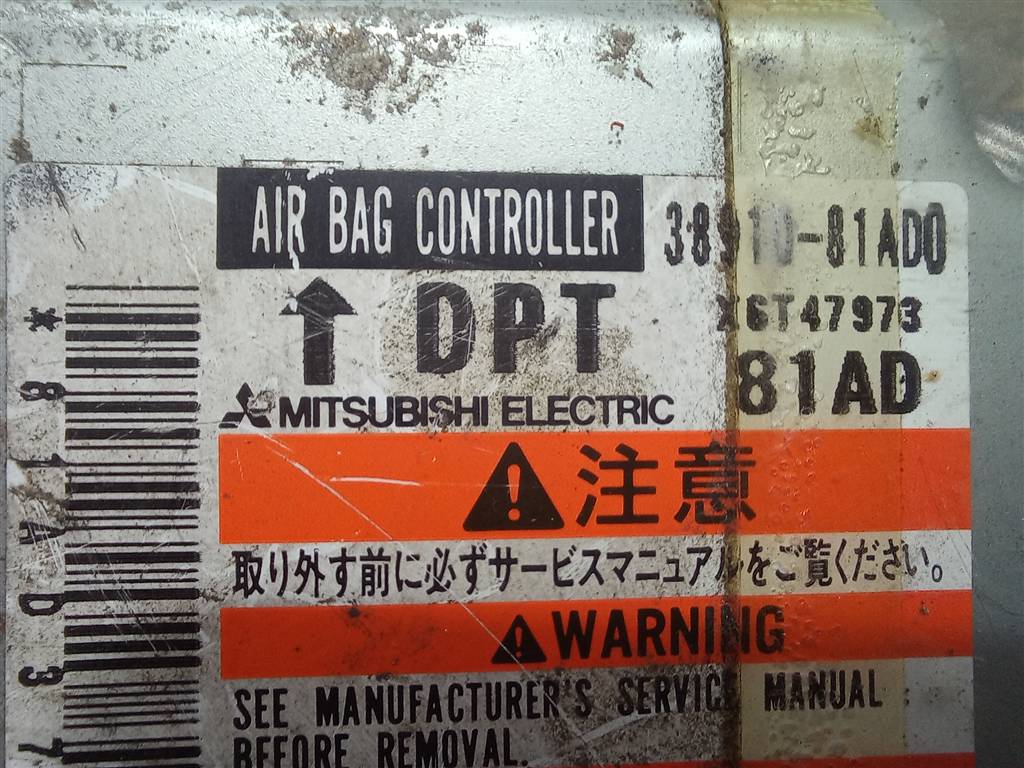 AIR BAG CONTROLLER
38910-81AD0
DPT
X6T47973
81AD
MITSUBISHI ELECTRIC
注意
取り外す前に必ずサービスマニュアルをご覧ください。
WARNING
SEE MANUFACTURER'S SERVICE MANUAL
BEFORE REMOVAL.
*81AD37